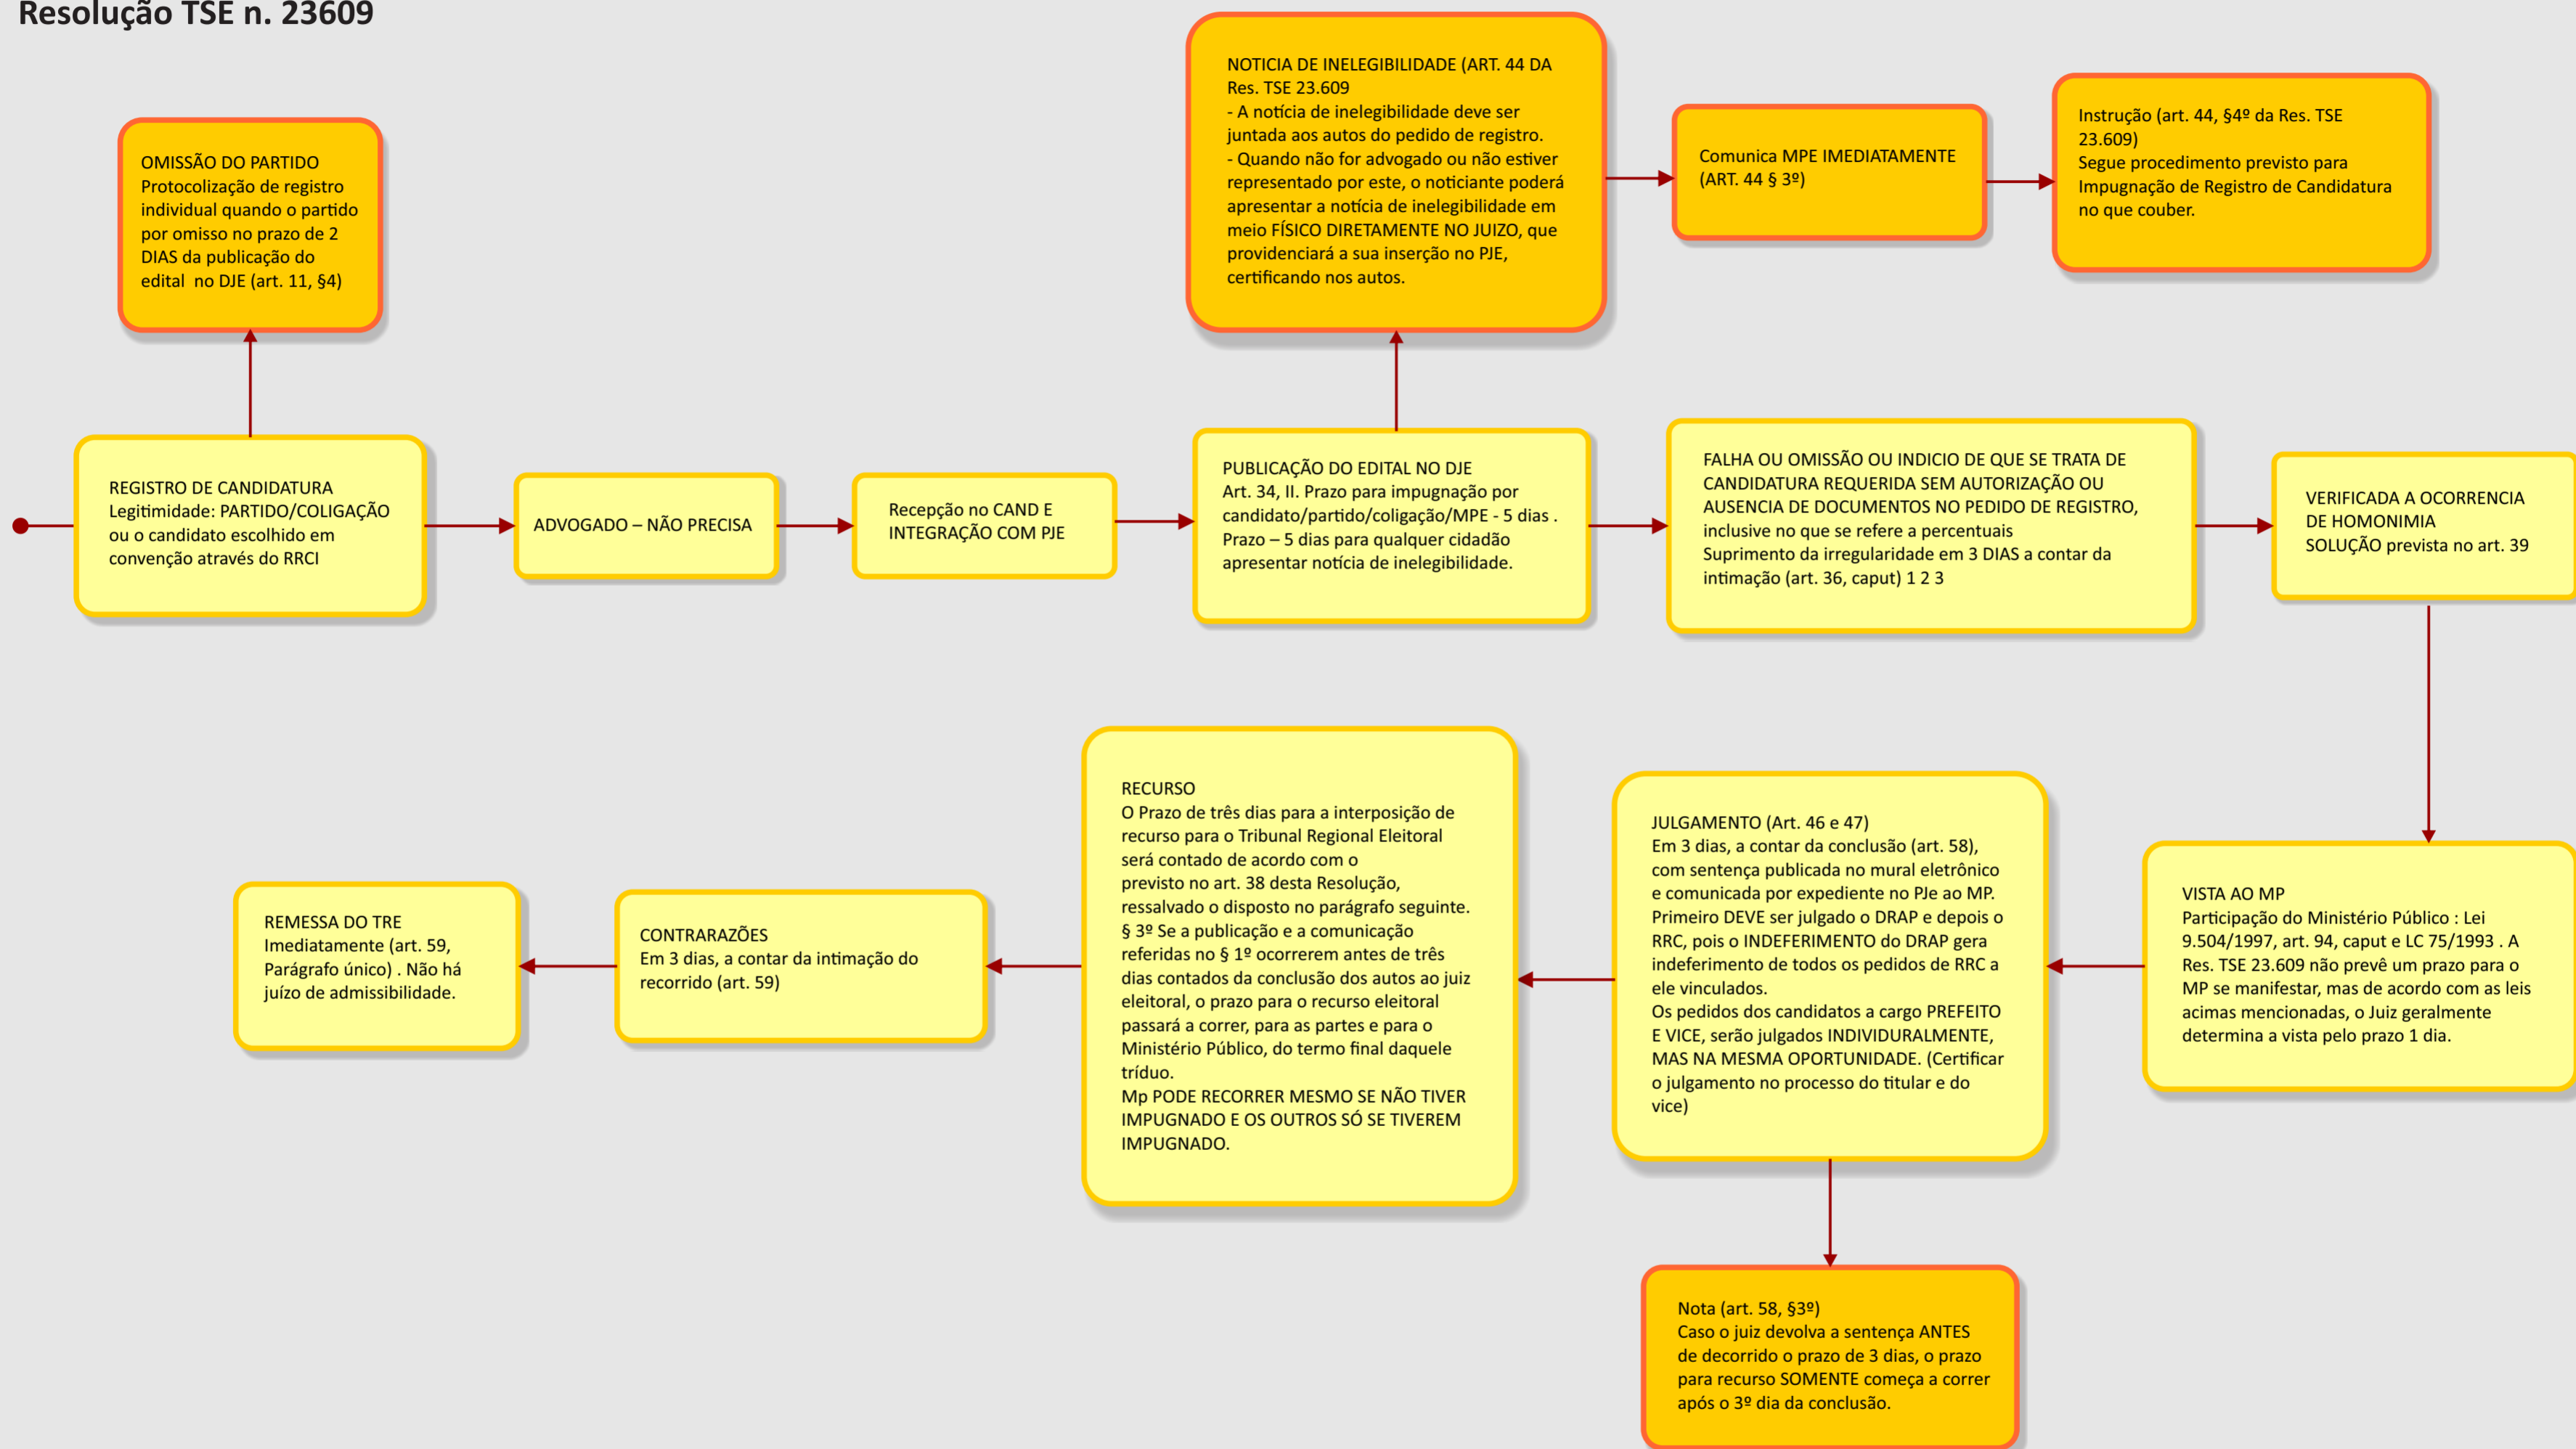 Resolução TSE n. 23609
OMISSÃO DO PARTIDO
Protocolização de registro
individual quando o partido
por omisso no prazo de 2
DIAS da publicação do
edital  no DJE (art. 11, §4)
NOTICIA DE INELEGIBILIDADE (ART. 44 DA
Res. TSE 23.609
- A notícia de inelegibilidade deve ser
juntada aos autos do pedido de registro.
- Quando não for advogado ou não estiver
representado por este, o noticiante poderá
apresentar a notícia de inelegibilidade em
meio FÍSICO DIRETAMENTE NO JUIZO, que
providenciará a sua inserção no PJE,
certificando nos autos.
Comunica MPE IMEDIATAMENTE
(ART. 44 § 3º)
Instrução (art. 44, §4º da Res. TSE
23.609)
Segue procedimento previsto para
Impugnação de Registro de Candidatura
no que couber.
REGISTRO DE CANDIDATURA
Legitimidade: PARTIDO/COLIGAÇÃO
ou o candidato escolhido em
convenção através do RRCI
ADVOGADO – NÃO PRECISA
Recepção no CAND E
INTEGRAÇÃO COM PJE
PUBLICAÇÃO DO EDITAL NO DJE
Art. 34, II. Prazo para impugnação por
candidato/partido/coligação/MPE - 5 dias .
Prazo – 5 dias para qualquer cidadão
apresentar notícia de inelegibilidade.
FALHA OU OMISSÃO OU INDICIO DE QUE SE TRATA DE
CANDIDATURA REQUERIDA SEM AUTORIZAÇÃO OU
AUSENCIA DE DOCUMENTOS NO PEDIDO DE REGISTRO,
inclusive no que se refere a percentuais
Suprimento da irregularidade em 3 DIAS a contar da
intimação (art. 36, caput) 1 2 3
VERIFICADA A OCORRENCIA
DE HOMONIMIA
SOLUÇÃO prevista no art. 39
REMESSA DO TRE
Imediatamente (art. 59,
Parágrafo único) . Não há
juízo de admissibilidade.
CONTRARAZÕES
Em 3 dias, a contar da intimação do
recorrido (art. 59)
RECURSO
O Prazo de três dias para a interposição de
recurso para o Tribunal Regional Eleitoral
será contado de acordo com o
previsto no art. 38 desta Resolução,
ressalvado o disposto no parágrafo seguinte.
§ 3º Se a publicação e a comunicação
referidas no § 1º ocorrerem antes de três
dias contados da conclusão dos autos ao juiz
eleitoral, o prazo para o recurso eleitoral
passará a correr, para as partes e para o
Ministério Público, do termo final daquele
tríduo.
Mp PODE RECORRER MESMO SE NÃO TIVER
IMPUGNADO E OS OUTROS SÓ SE TIVEREM
IMPUGNADO.
JULGAMENTO (Art. 46 e 47)
Em 3 dias, a contar da conclusão (art. 58),
com sentença publicada no mural eletrônico
e comunicada por expediente no PJe ao MP.
Primeiro DEVE ser julgado o DRAP e depois o
RRC, pois o INDEFERIMENTO do DRAP gera
indeferimento de todos os pedidos de RRC a
ele vinculados.
Os pedidos dos candidatos a cargo PREFEITO
E VICE, serão julgados INDIVIDURALMENTE,
MAS NA MESMA OPORTUNIDADE. (Certificar
o julgamento no processo do titular e do
vice)
VISTA AO MP
Participação do Ministério Público : Lei
9.504/1997, art. 94, caput e LC 75/1993 . A
Res. TSE 23.609 não prevê um prazo para o
MP se manifestar, mas de acordo com as leis
acimas mencionadas, o Juiz geralmente
determina a vista pelo prazo 1 dia.
Nota (art. 58, §3º)
Caso o juiz devolva a sentença ANTES
de decorrido o prazo de 3 dias, o prazo
para recurso SOMENTE começa a correr
após o 3º dia da conclusão.